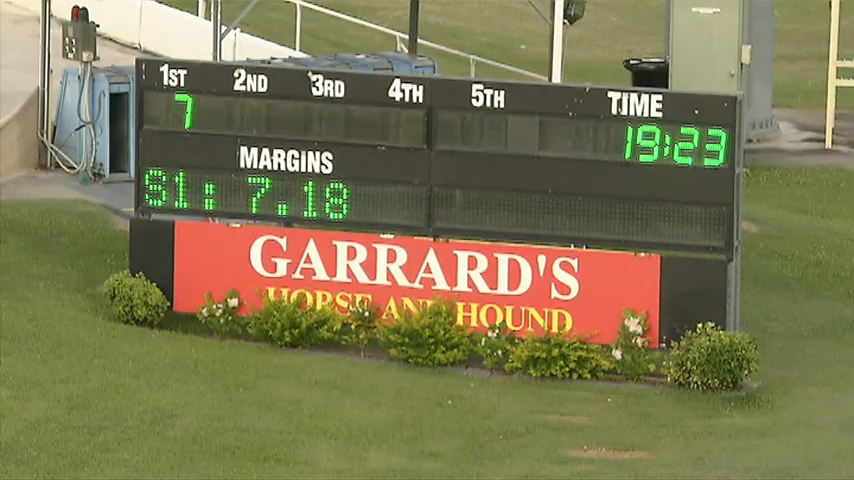 1ST 2ND 3RD 4TH 5TH TIME
7 19:23
MARGINS
S1: 7.18
GARRARD'S
HORSE AND HOUND